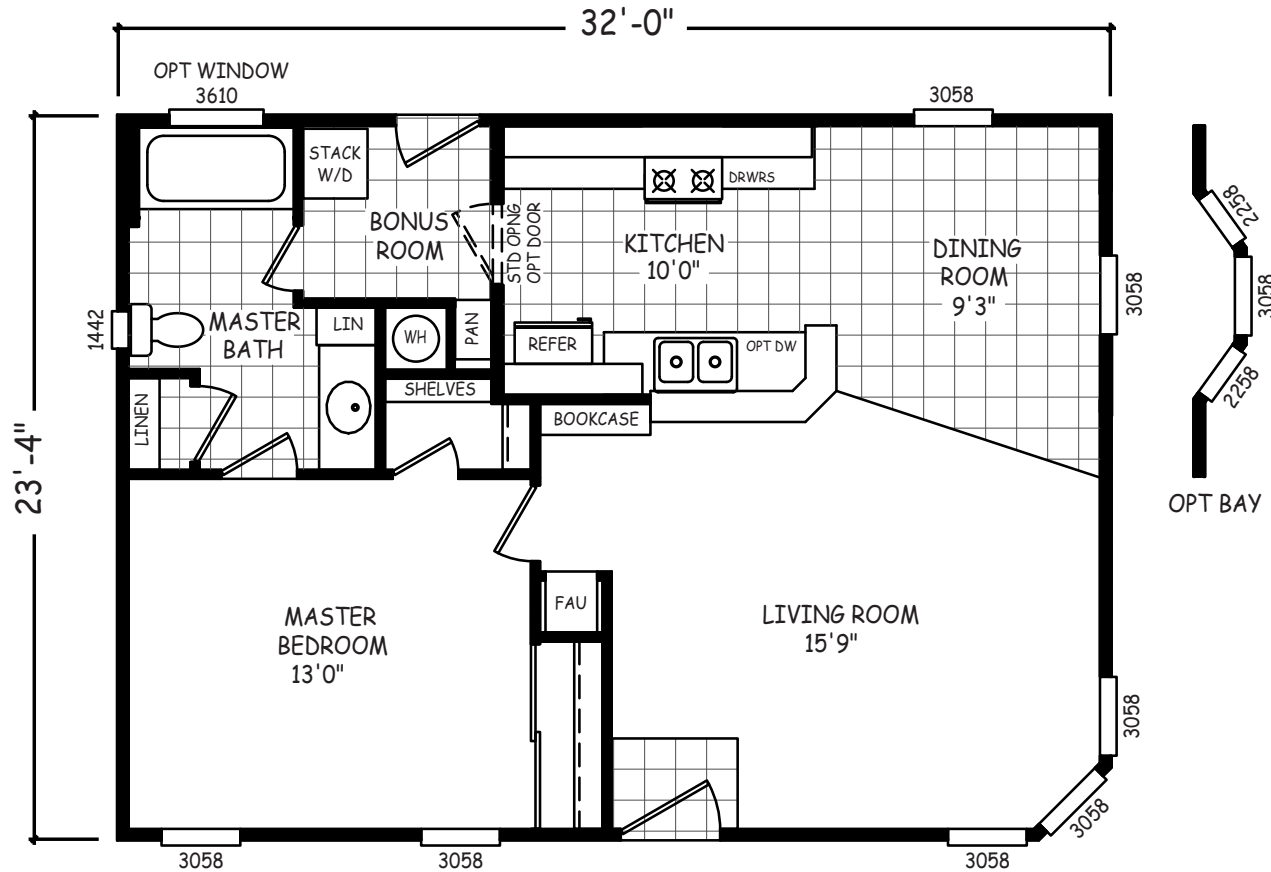 32'-0"
OPT WINDOW
3610
3058
23'-4"
STACK
W/D
DRWRS
2258
BONUS
ROOM
STD OPNG
OPT DOOR
KITCHEN
10'0"
DINING
ROOM
9'3"
3058
3058
1442
MASTER
BATH
LIN
WH
PAN
REFER
OPT DW
2258
SHELVES
LINEN
BOOKCASE
OPT BAY
MASTER
BEDROOM
13'0"
FAU
LIVING ROOM
15'9"
3058
3058
3058
3058
3058